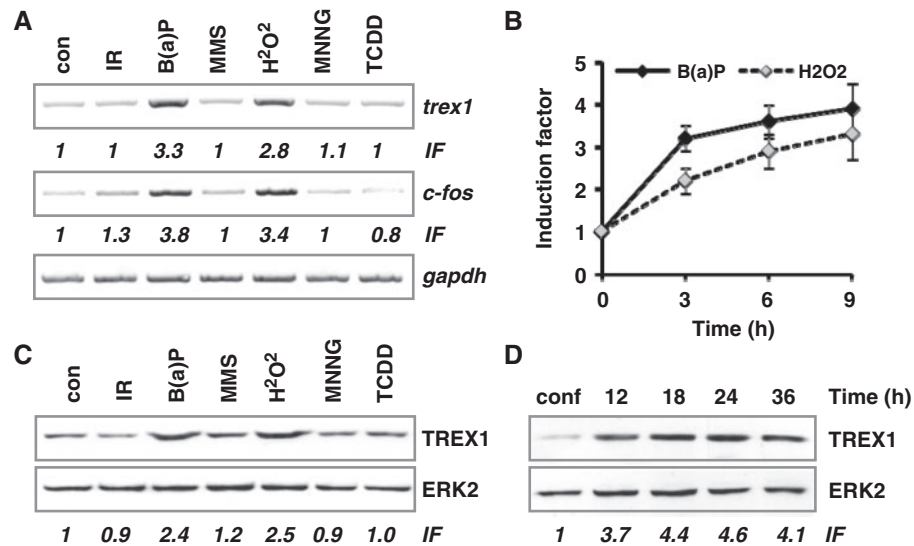 A
con IR B(a)P MMS H²O² MNNG TCDD
trex1
1 1 3.3 1 2.8 1.1 1 IF
c-fos
1 1.3 3.8 1 3.4 1 0.8 IF
gapdh
B
B(a)P H2O2
Induction factor
5
4
3
2
1
0
0 3 6 9
Time (h)
C
con IR B(a)P MMS H²O² MNNG TCDD
TREX1
ERK2
1 0.9 2.4 1.2 2.5 0.9 1.0 IF
D
conf 12 18 24 36 Time (h)
TREX1
ERK2
1 3.7 4.4 4.6 4.1 IF